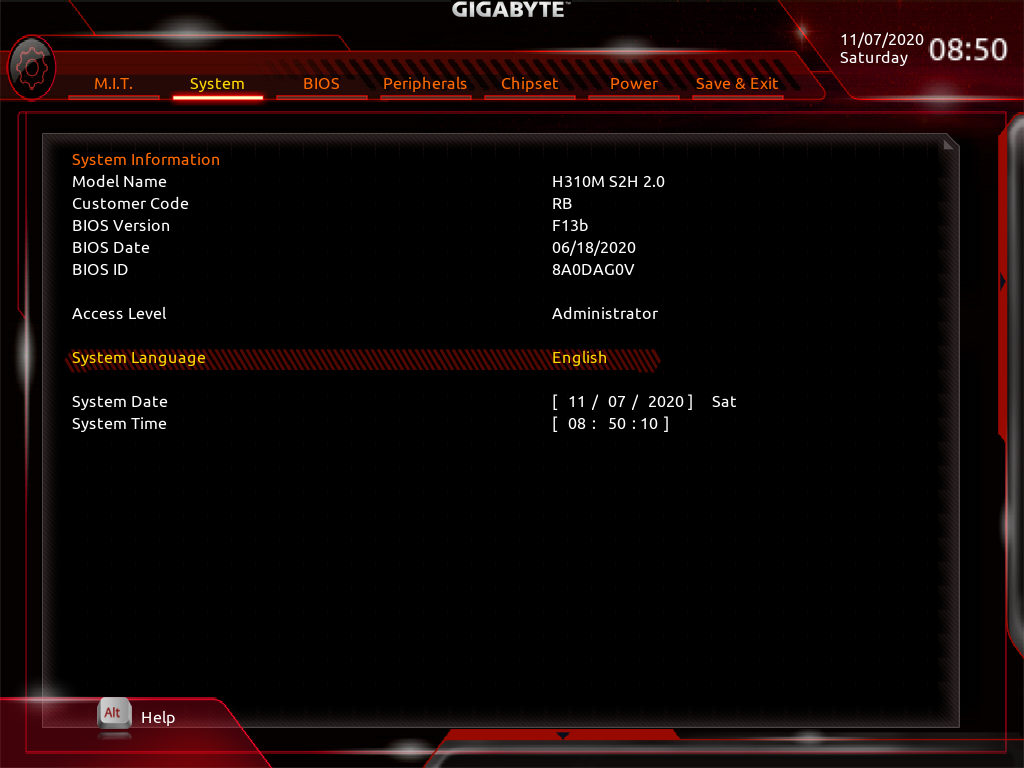 GIGABYTE™
11/07/2020 08:50
Saturday
M.I.T. System BIOS Peripherals Chipset Power Save & Exit
System Information
Model Name H310M S2H 2.0
Customer Code RB
BIOS Version F13b
BIOS Date 06/18/2020
BIOS ID 8A0DAG0V
Access Level Administrator
System Language English
System Date [ 11 / 07 / 2020 ] Sat
System Time [ 08 : 50 : 10 ]
Alt Help